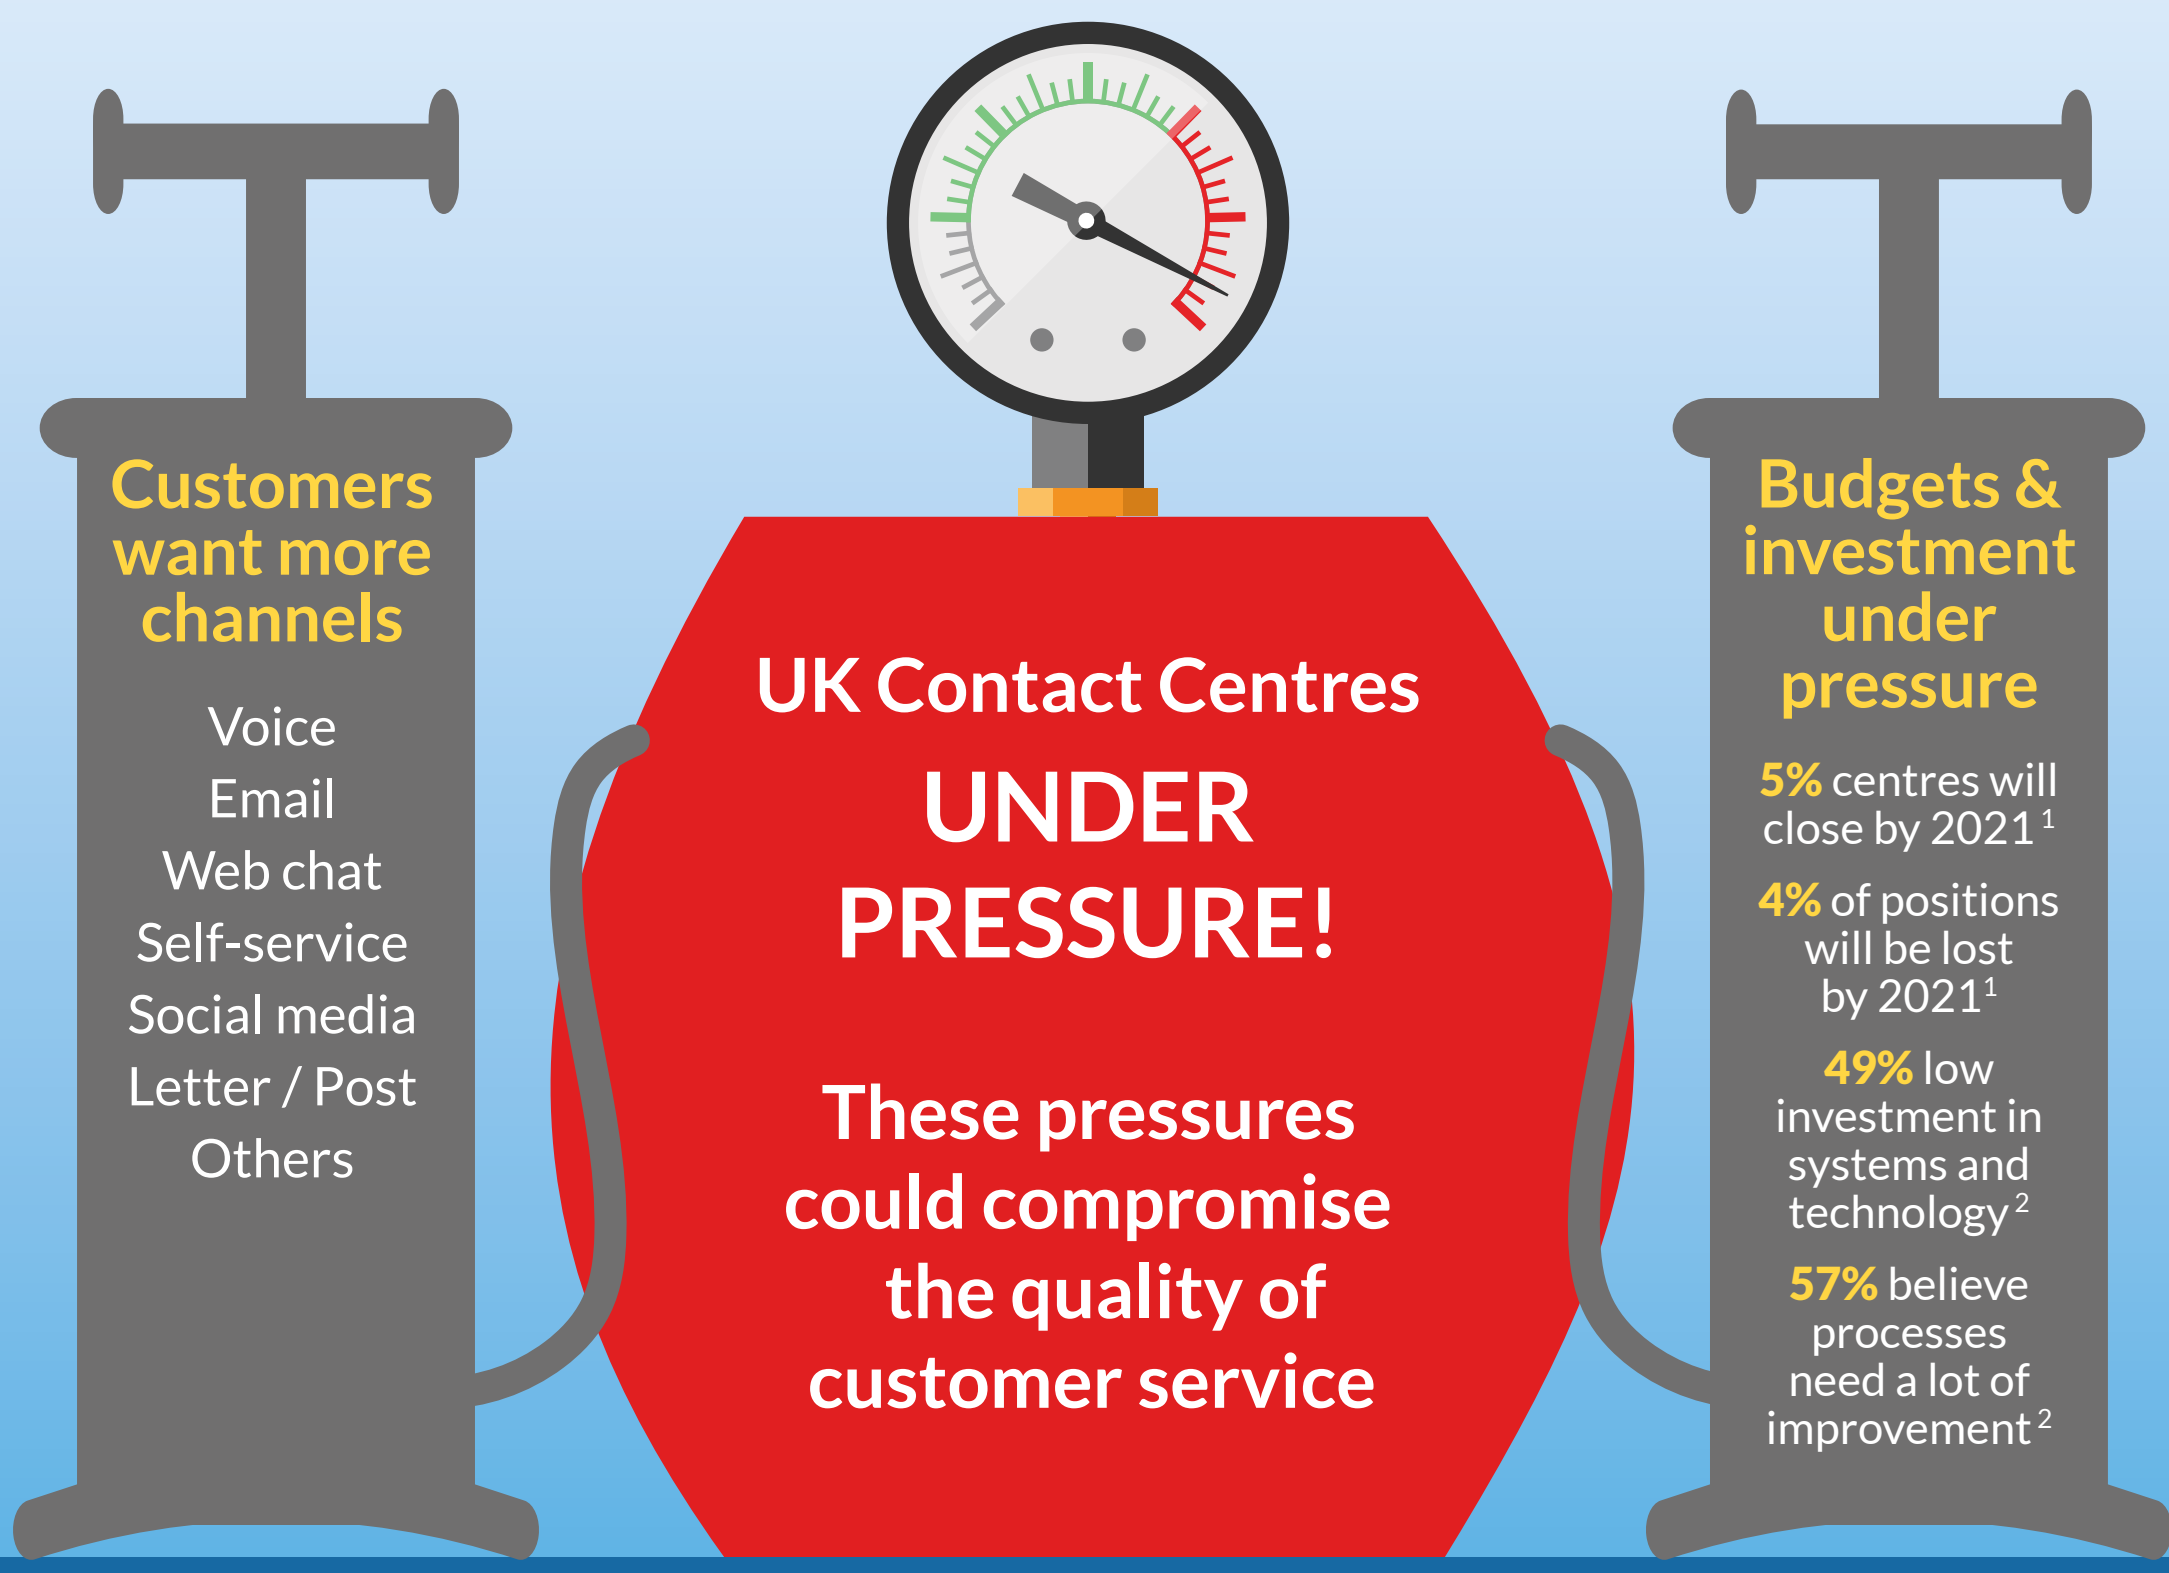 Customers
want more
channels
Voice
Email
Web chat
Self-service
Social media
Letter / Post
Others
UK Contact Centres
UNDER
PRESSURE!
These pressures
could compromise
the quality of
customer service
Budgets &
investment
under
pressure
5% centres will
close by 2021 1
4% of positions
will be lost
by 20211
49% low
investment in
systems and
technology 2
57% believe
processes
need a lot of
improvement 2